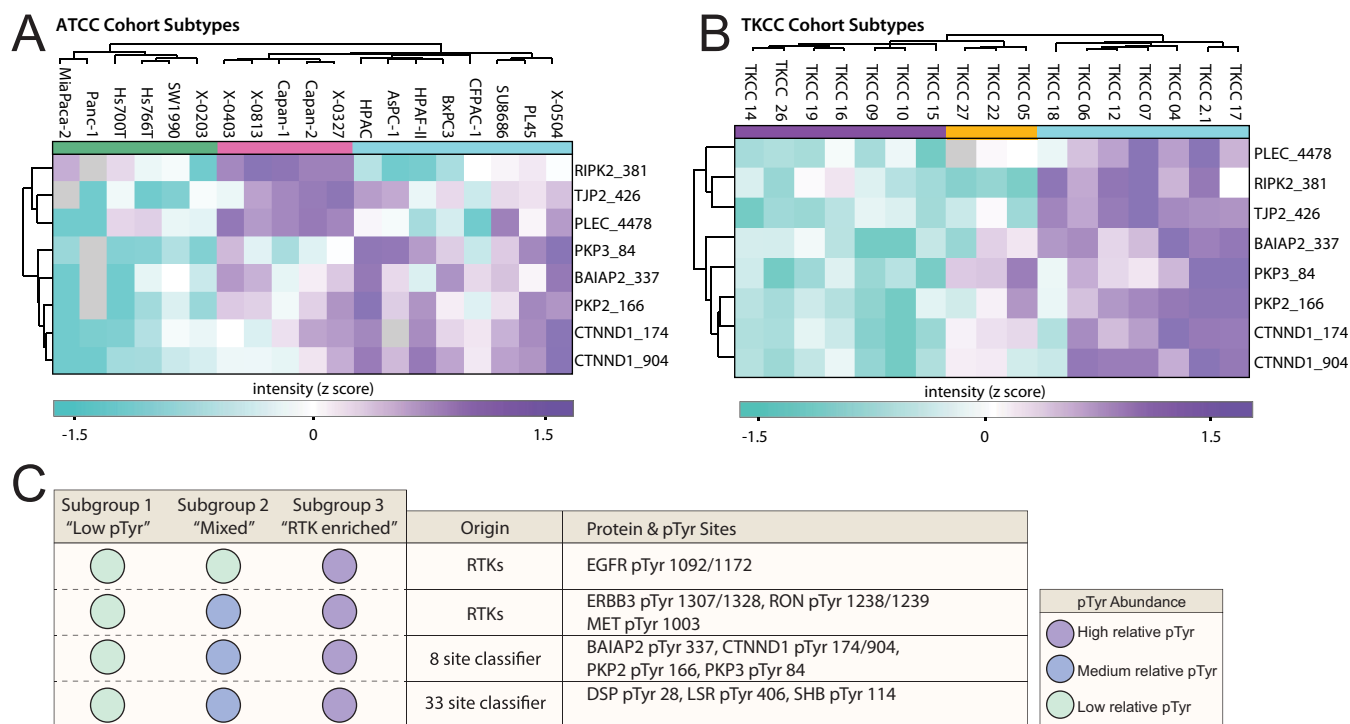 A
ATCC Cohort Subtypes
MiaPaca-2
Panc-1
Hs700T
Hs766T
SW1990
X-0203
X-0403
X-0813
Capan-1
Capan-2
X-0327
HPAC
AsPC-1
HPAF-II
BxPC3
CFPAC-1
SU8686
PL45
X-0504
RIPK2_381
TJP2_426
PLEC_4478
PKP3_84
BAIAP2_337
PKP2_166
CTNND1_174
CTNND1_904
intensity (z score)
-1.5 0 1.5
B
TKCC Cohort Subtypes
TKCC 14
TKCC 26
TKCC 19
TKCC 16
TKCC 09
TKCC 10
TKCC 15
TKCC 27
TKCC 22
TKCC 05
TKCC 18
TKCC 06
TKCC 12
TKCC 07
TKCC 04
TKCC 2.1
TKCC 17
PLEC_4478
RIPK2_381
TJP2_426
BAIAP2_337
PKP3_84
PKP2_166
CTNND1_174
CTNND1_904
intensity (z score)
-1.5 0 1.5
C
Subgroup 1 Subgroup 2 Subgroup 3
"Low pTyr" "Mixed" "RTK enriched"
Origin Protein & pTyr Sites
RTKs EGFR pTyr 1092/1172
RTKs ERBB3 pTyr 1307/1328, RON pTyr 1238/1239
MET pTyr 1003
8 site classifier BAIAP2 pTyr 337, CTNND1 pTyr 174/904,
PKP2 pTyr 166, PKP3 pTyr 84
33 site classifier DSP pTyr 28, LSR pTyr 406, SHB pTyr 114
pTyr Abundance
High relative pTyr
Medium relative pTyr
Low relative pTyr